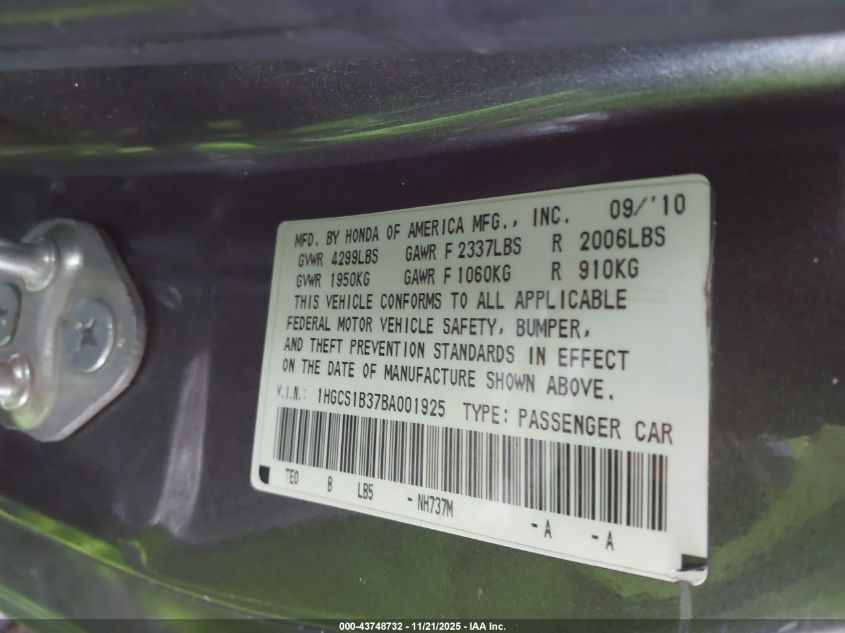 MFD. BY HONDA OF AMERICA MFG., INC. 09/'10
GVWR 4299LBS GAWR F 2337LBS R 2006LBS
GVWR 1950KG GAWR F 1060KG R 910KG
THIS VEHICLE CONFORMS TO ALL APPLICABLE
FEDERAL MOTOR VEHICLE SAFETY, BUMPER,
AND THEFT PREVENTION STANDARDS IN EFFECT
ON THE DATE OF MANUFACTURE SHOWN ABOVE.
V.I.N.: 1HGCS1B37BA001925 TYPE: PASSENGER CAR
TE0 B LB5 - NH737M - A - A
000-43748732 - 11/21/2025 - IAA Inc.